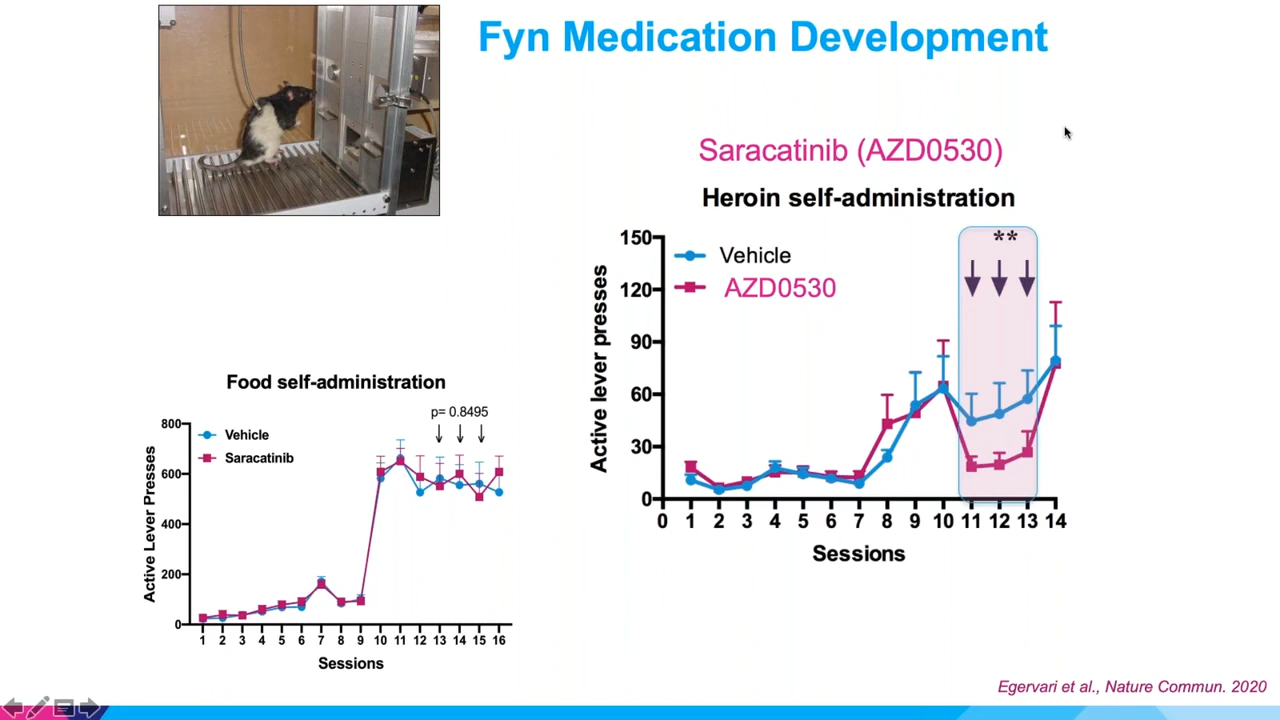 Fyn Medication Development
Saracatinib (AZD0530)
Heroin self-administration
150
120
90
60
30
0
Active lever presses
Vehicle
AZD0530
**
0 1 2 3 4 5 6 7 8 9 10 11 12 13 14
Sessions
Food self-administration
p= 0.8495
800
600
400
200
0
Active Lever Presses
Vehicle
Saracatinib
1 2 3 4 5 6 7 8 9 10 11 12 13 14 15 16
Sessions
Egervari et al., Nature Commun. 2020